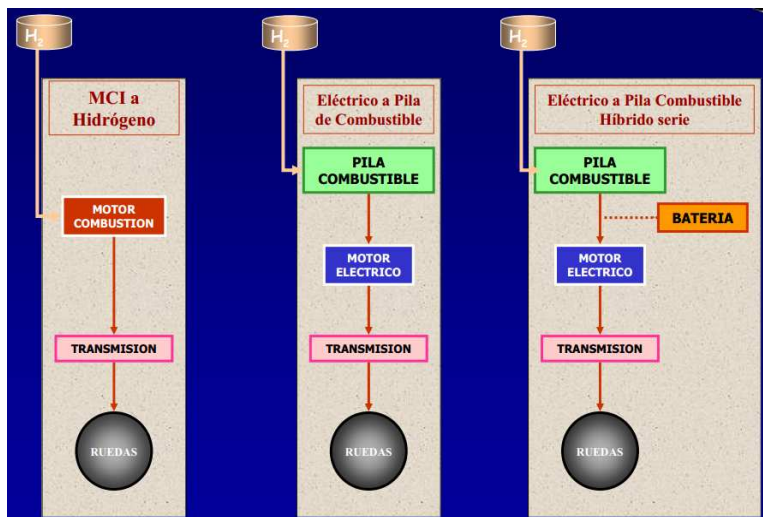 H2
MCI a
Hidrógeno
MOTOR
COMBUSTION
TRANSMISION
RUEDAS
H2
Eléctrico a Pila
de Combustible
PILA
COMBUSTIBLE
MOTOR
ELECTRICO
TRANSMISION
RUEDAS
H2
Eléctrico a Pila Combustible
Híbrido serie
PILA
COMBUSTIBLE
BATERIA
MOTOR
ELECTRICO
TRANSMISION
RUEDAS